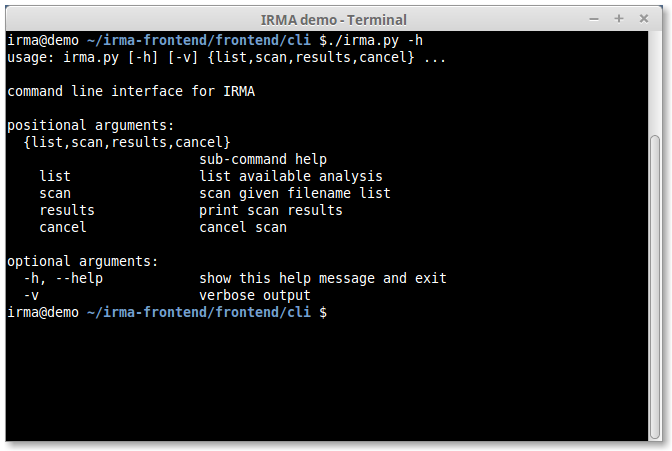 IRMA demo - Terminal
irma@demo ~/irma-frontend/frontend/cli $./irma.py -h
usage: irma.py [-h] [-v] {list,scan,results,cancel} ...
command line interface for IRMA
positional arguments:
  {list,scan,results,cancel}
                        sub-command help
    list                list available analysis
    scan                scan given filename list
    results             print scan results
    cancel              cancel scan
optional arguments:
  -h, --help            show this help message and exit
  -v                    verbose output
irma@demo ~/irma-frontend/frontend/cli $